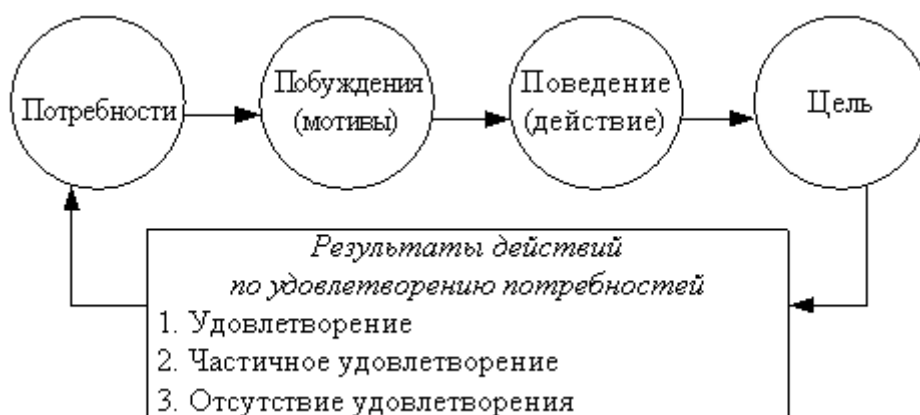 Потребности
Побуждения
(мотивы)
Поведение
(действие)
Цель
Результаты действий
по удовлетворению потребностей
1. Удовлетворение
2. Частичное удовлетворение
3. Отсутствие удовлетворения